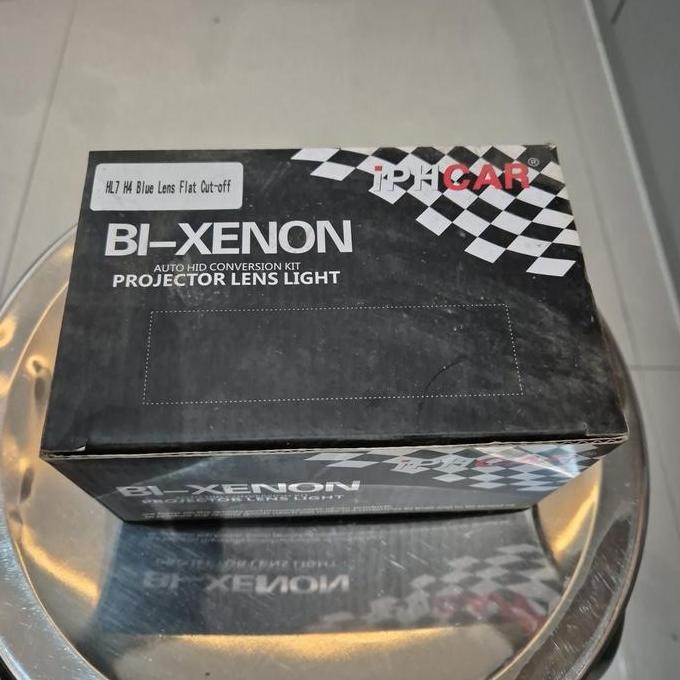 HL7 H4 Blue Lens Flat Cut-off
iPHCAR®
BI-XENON
AUTO HID CONVERSION KIT
PROJECTOR LENS LIGHT
BI-XENON
PROJECTOR LENS LIGHT